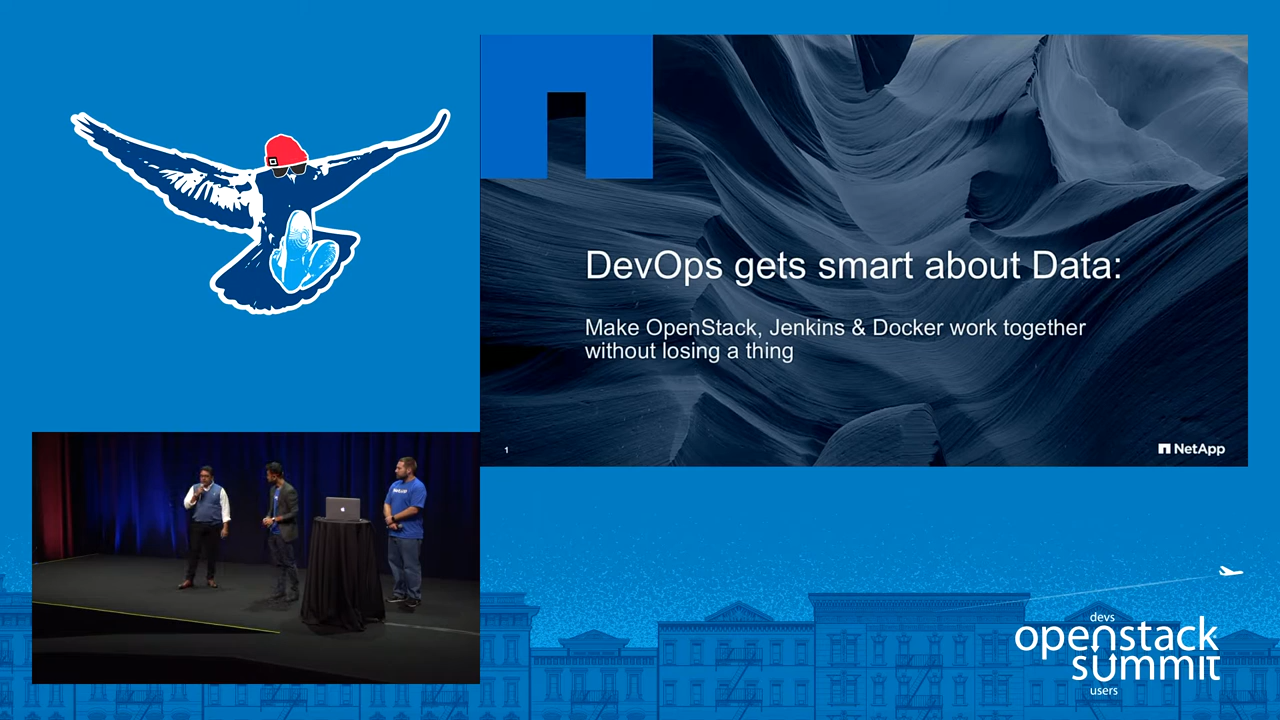 DevOps gets smart about Data:
Make OpenStack, Jenkins & Docker work together
without losing a thing
1
NetApp
NetApp
devs
openstack
summit
users